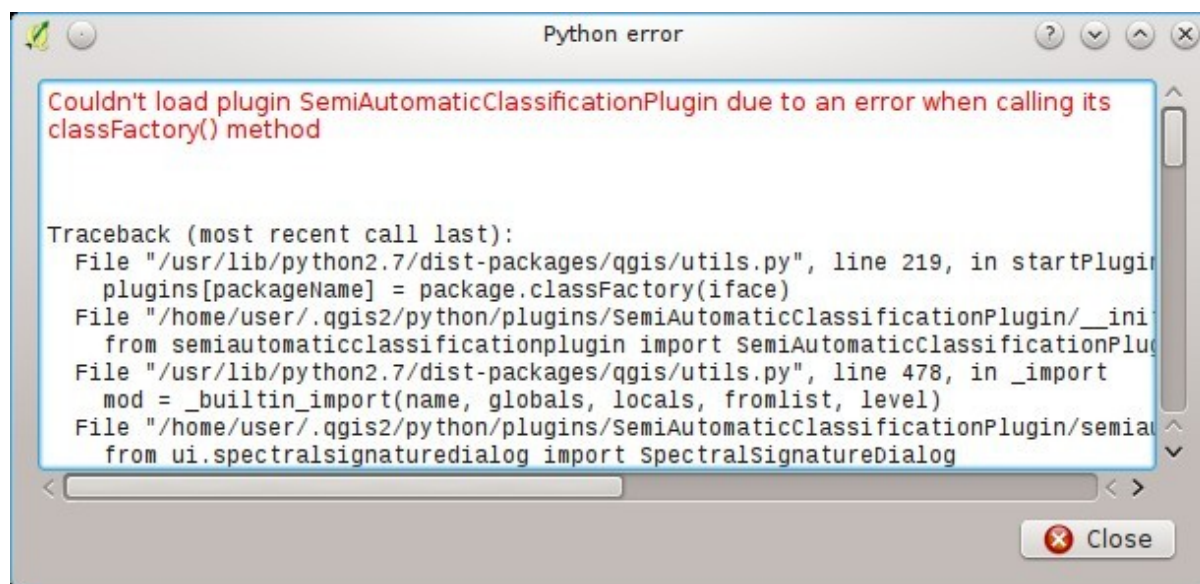 Python error
Couldn't load plugin SemiAutomaticClassificationPlugin due to an error when calling its
classFactory() method
Traceback (most recent call last):
File "/usr/lib/python2.7/dist-packages/qgis/utils.py", line 219, in startPlugin
plugins[packageName] = package.classFactory(iface)
File "/home/user/.qgis2/python/plugins/SemiAutomaticClassificationPlugin/__init
from semiautomaticclassificationplugin import SemiAutomaticClassificationPlug
File "/usr/lib/python2.7/dist-packages/qgis/utils.py", line 478, in _import
mod = _builtin_import(name, globals, locals, fromlist, level)
File "/home/user/.qgis2/python/plugins/SemiAutomaticClassificationPlugin/semiau
from ui.spectralsignaturedialog import SpectralSignatureDialog
Close